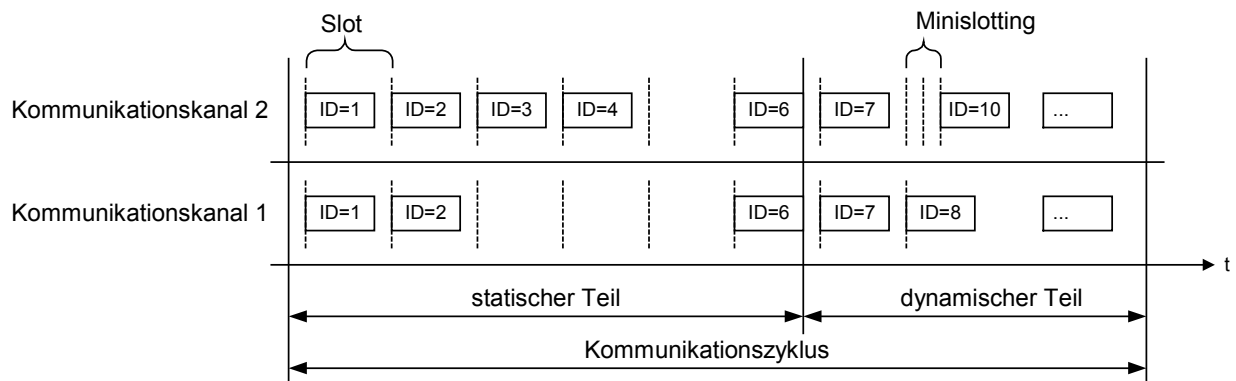 Slot
Minislotting
Kommunikationskanal 2
ID=1 ID=2 ID=3 ID=4 ID=6 ID=7 ID=10 ...
Kommunikationskanal 1
ID=1 ID=2 ID=6 ID=7 ID=8 ...
t
statischer Teil
dynamischer Teil
Kommunikationszyklus